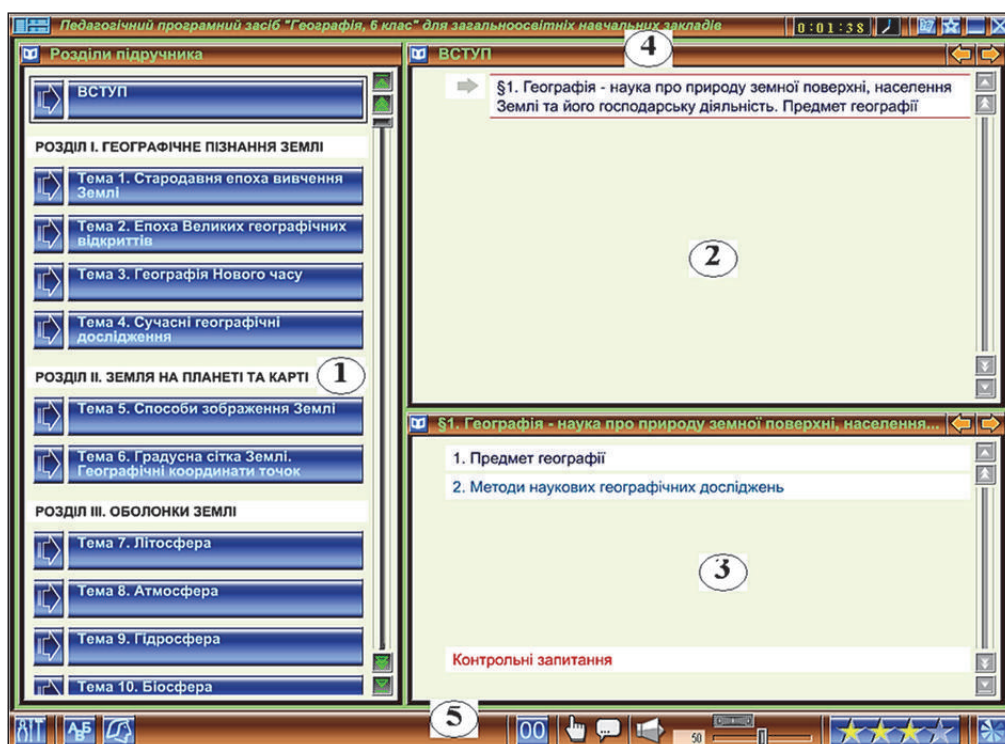 Педагогічний програмний засіб "Географія, 6 клас" для загальноосвітніх навчальних закладів
0:01:38
4
Розділи підручника
ВСТУП
РОЗДІЛ І. ГЕОГРАФІЧНЕ ПІЗНАННЯ ЗЕМЛІ
Тема 1. Стародавня епоха вивчення
Землі
Тема 2. Епоха Великих географічних
відкриттів
Тема 3. Географія Нового часу
Тема 4. Сучасні географічні
дослідження
РОЗДІЛ ІІ. ЗЕМЛЯ НА ПЛАНЕТІ ТА КАРТІ
1
Тема 5. Способи зображення Землі
Тема 6. Градусна сітка Землі.
Географічні координати точок
РОЗДІЛ ІІІ. ОБОЛОНКИ ЗЕМЛІ
Тема 7. Літосфера
Тема 8. Атмосфера
Тема 9. Гідросфера
Тема 10. Біосфера
ВСТУП
§1. Географія - наука про природу земної поверхні, населення
Землі та його господарську діяльність. Предмет географії
2
§1. Географія - наука про природу земної поверхні, населення...
1. Предмет географії
2. Методи наукових географічних досліджень
3
Контрольні запитання
АБВ
5
00
50